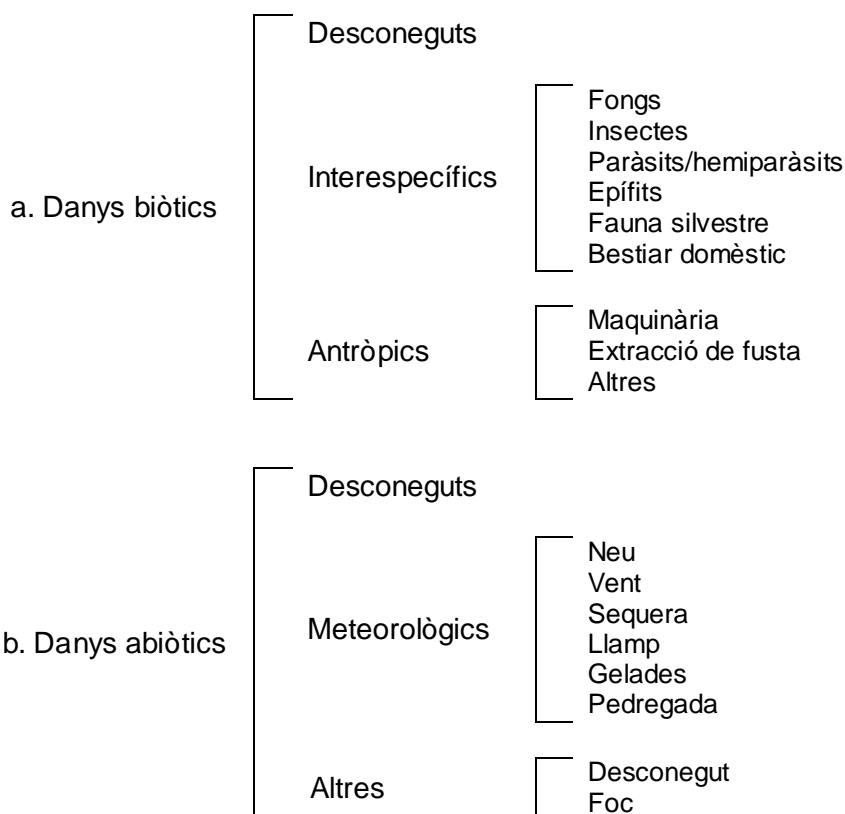 Desconeguts
a. Danys biòtics
Interespecífics
Fongs
Insectes
Paràsits/hemiparàsits
Epífits
Fauna silvestre
Bestiar domèstic
Antròpics
Maquinària
Extracció de fusta
Altres
b. Danys abiòtics
Desconeguts
Meteorològics
Neu
Vent
Sequera
Llamp
Gelades
Pedregada
Altres
Desconegut
Foc